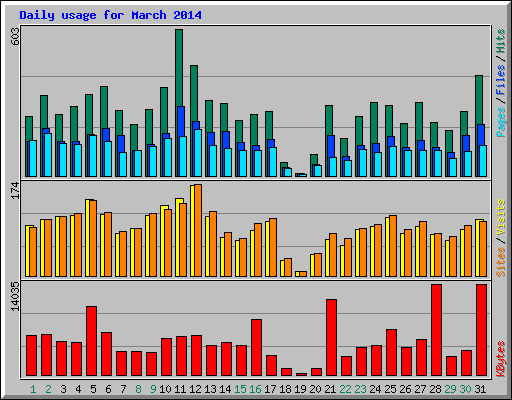 Daily usage for March 2014
603
Pages / Files / Hits
174
Sites / Visits
14035
KBytes
1 2 3 4 5 6 7 8 9 10 11 12 13 14 15 16 17 18 19 20 21 22 23 24 25 26 27 28 29 30 31